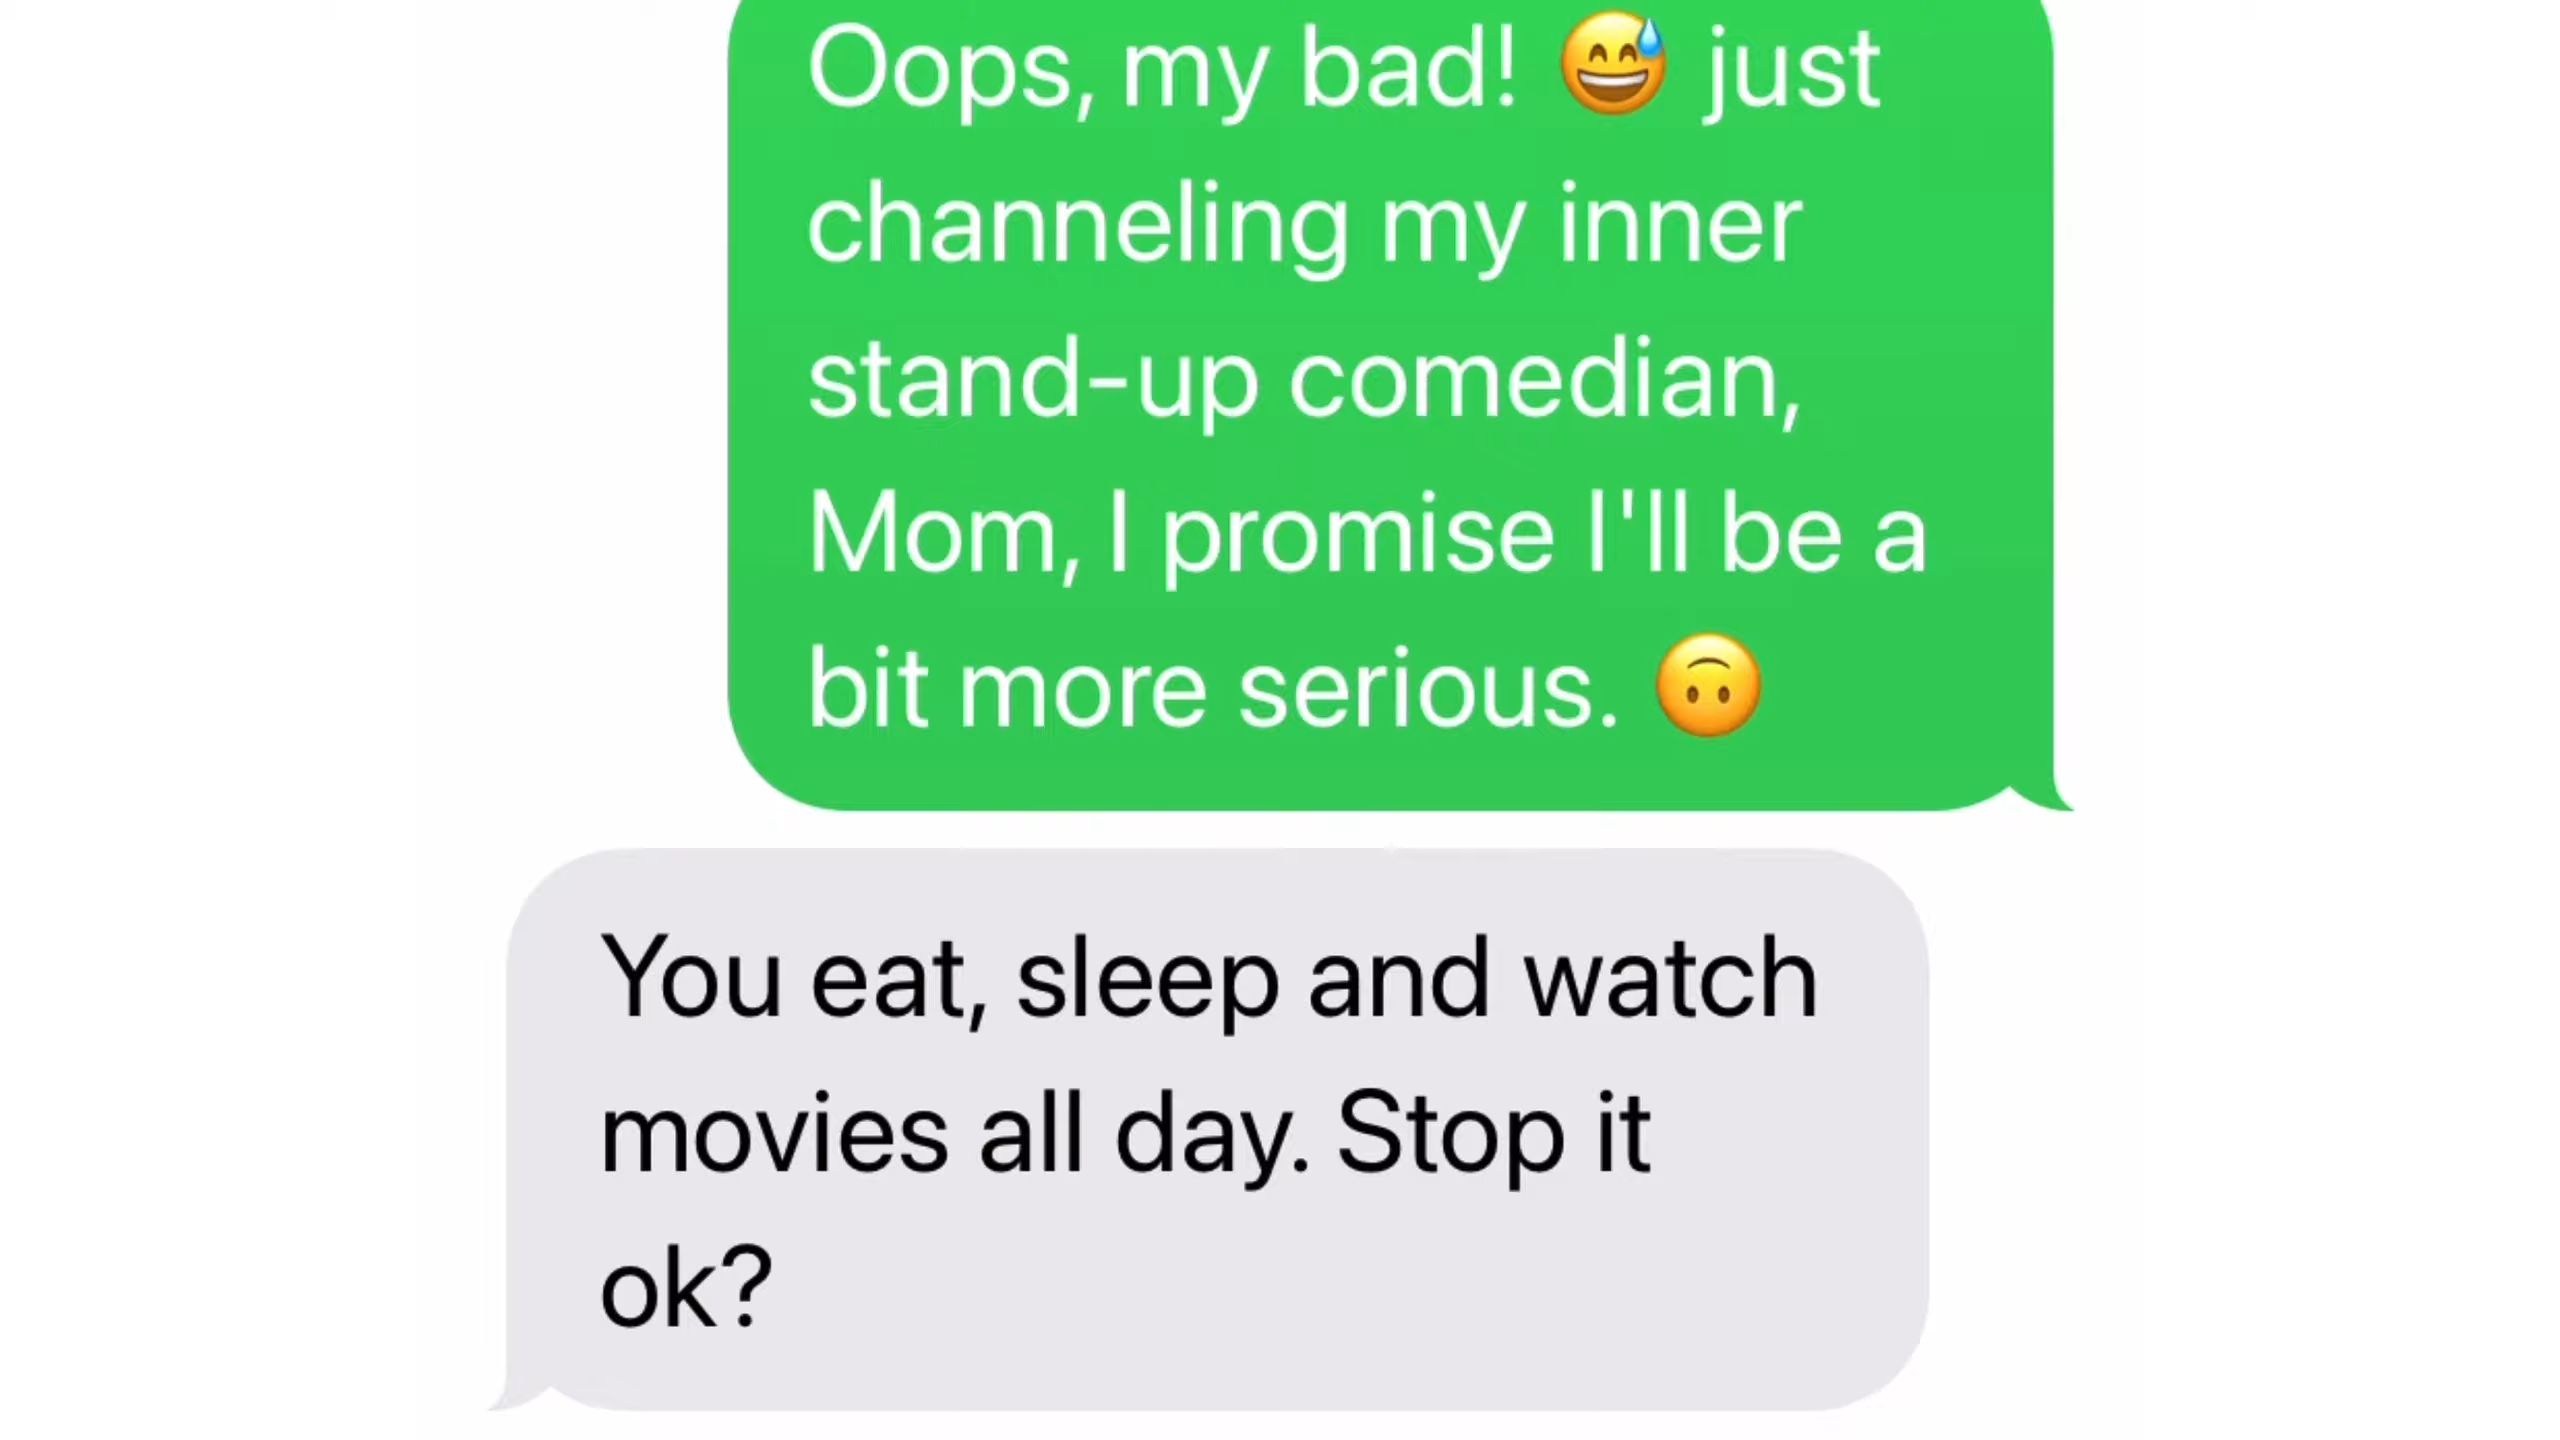 Oops, my bad! 😅 just
channeling my inner
stand-up comedian,
Mom, I promise I'll be a
bit more serious. 🙃
You eat, sleep and watch
movies all day. Stop it
ok?